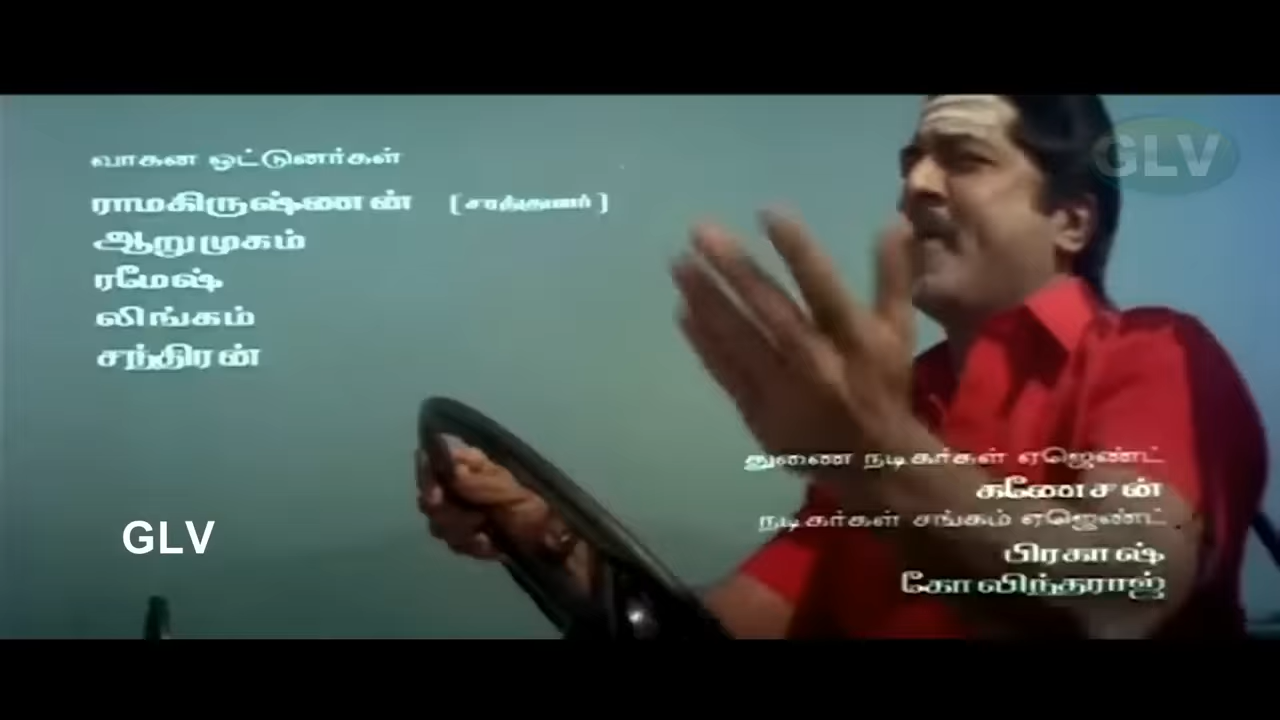 GLV
வாகன ஒட்டுனர்கள்
ராமகிருஷ்ணன்
ஆறுமுகம்
ரமேஷ்
லிங்கம்
சந்திரன்
துணை நடிகர்கள் ஏஜெண்ட்
கணேசன்
நடிகர்கள் சங்கம் ஏஜெண்ட்
பிரகாஷ்
கோவிந்தராஜ்
GLV